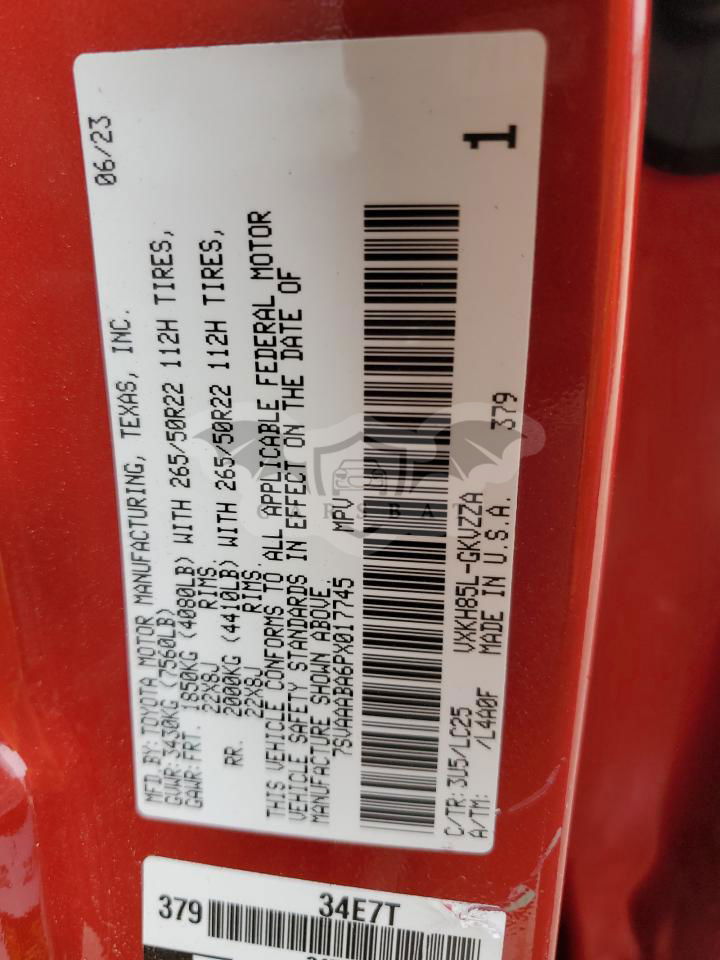 MFD.BY: TOYOTA MOTOR MANUFACTURING, TEXAS, INC. 06/23
GVWR: 3430KG (7560LB)
GAWR: FRT. 1850KG (4080LB) WITH 265/50R22 112H TIRES,
22X8J RIMS.
RR. 2000KG (4410LB) WITH 265/50R22 112H TIRES,
22X8J RIMS.
THIS VEHICLE CONFORMS TO ALL APPLICABLE FEDERAL MOTOR
VEHICLE SAFETY STANDARDS IN EFFECT ON THE DATE OF
MANUFACTURE SHOWN ABOVE.
7SVAAABA6PX017745 MPV
C/TR: 3U5/LC25 VXKH85L-GKVZZA 379
A/TM: /L4A0F MADE IN U.S.A.
1
379 34E7T
CARSBAT